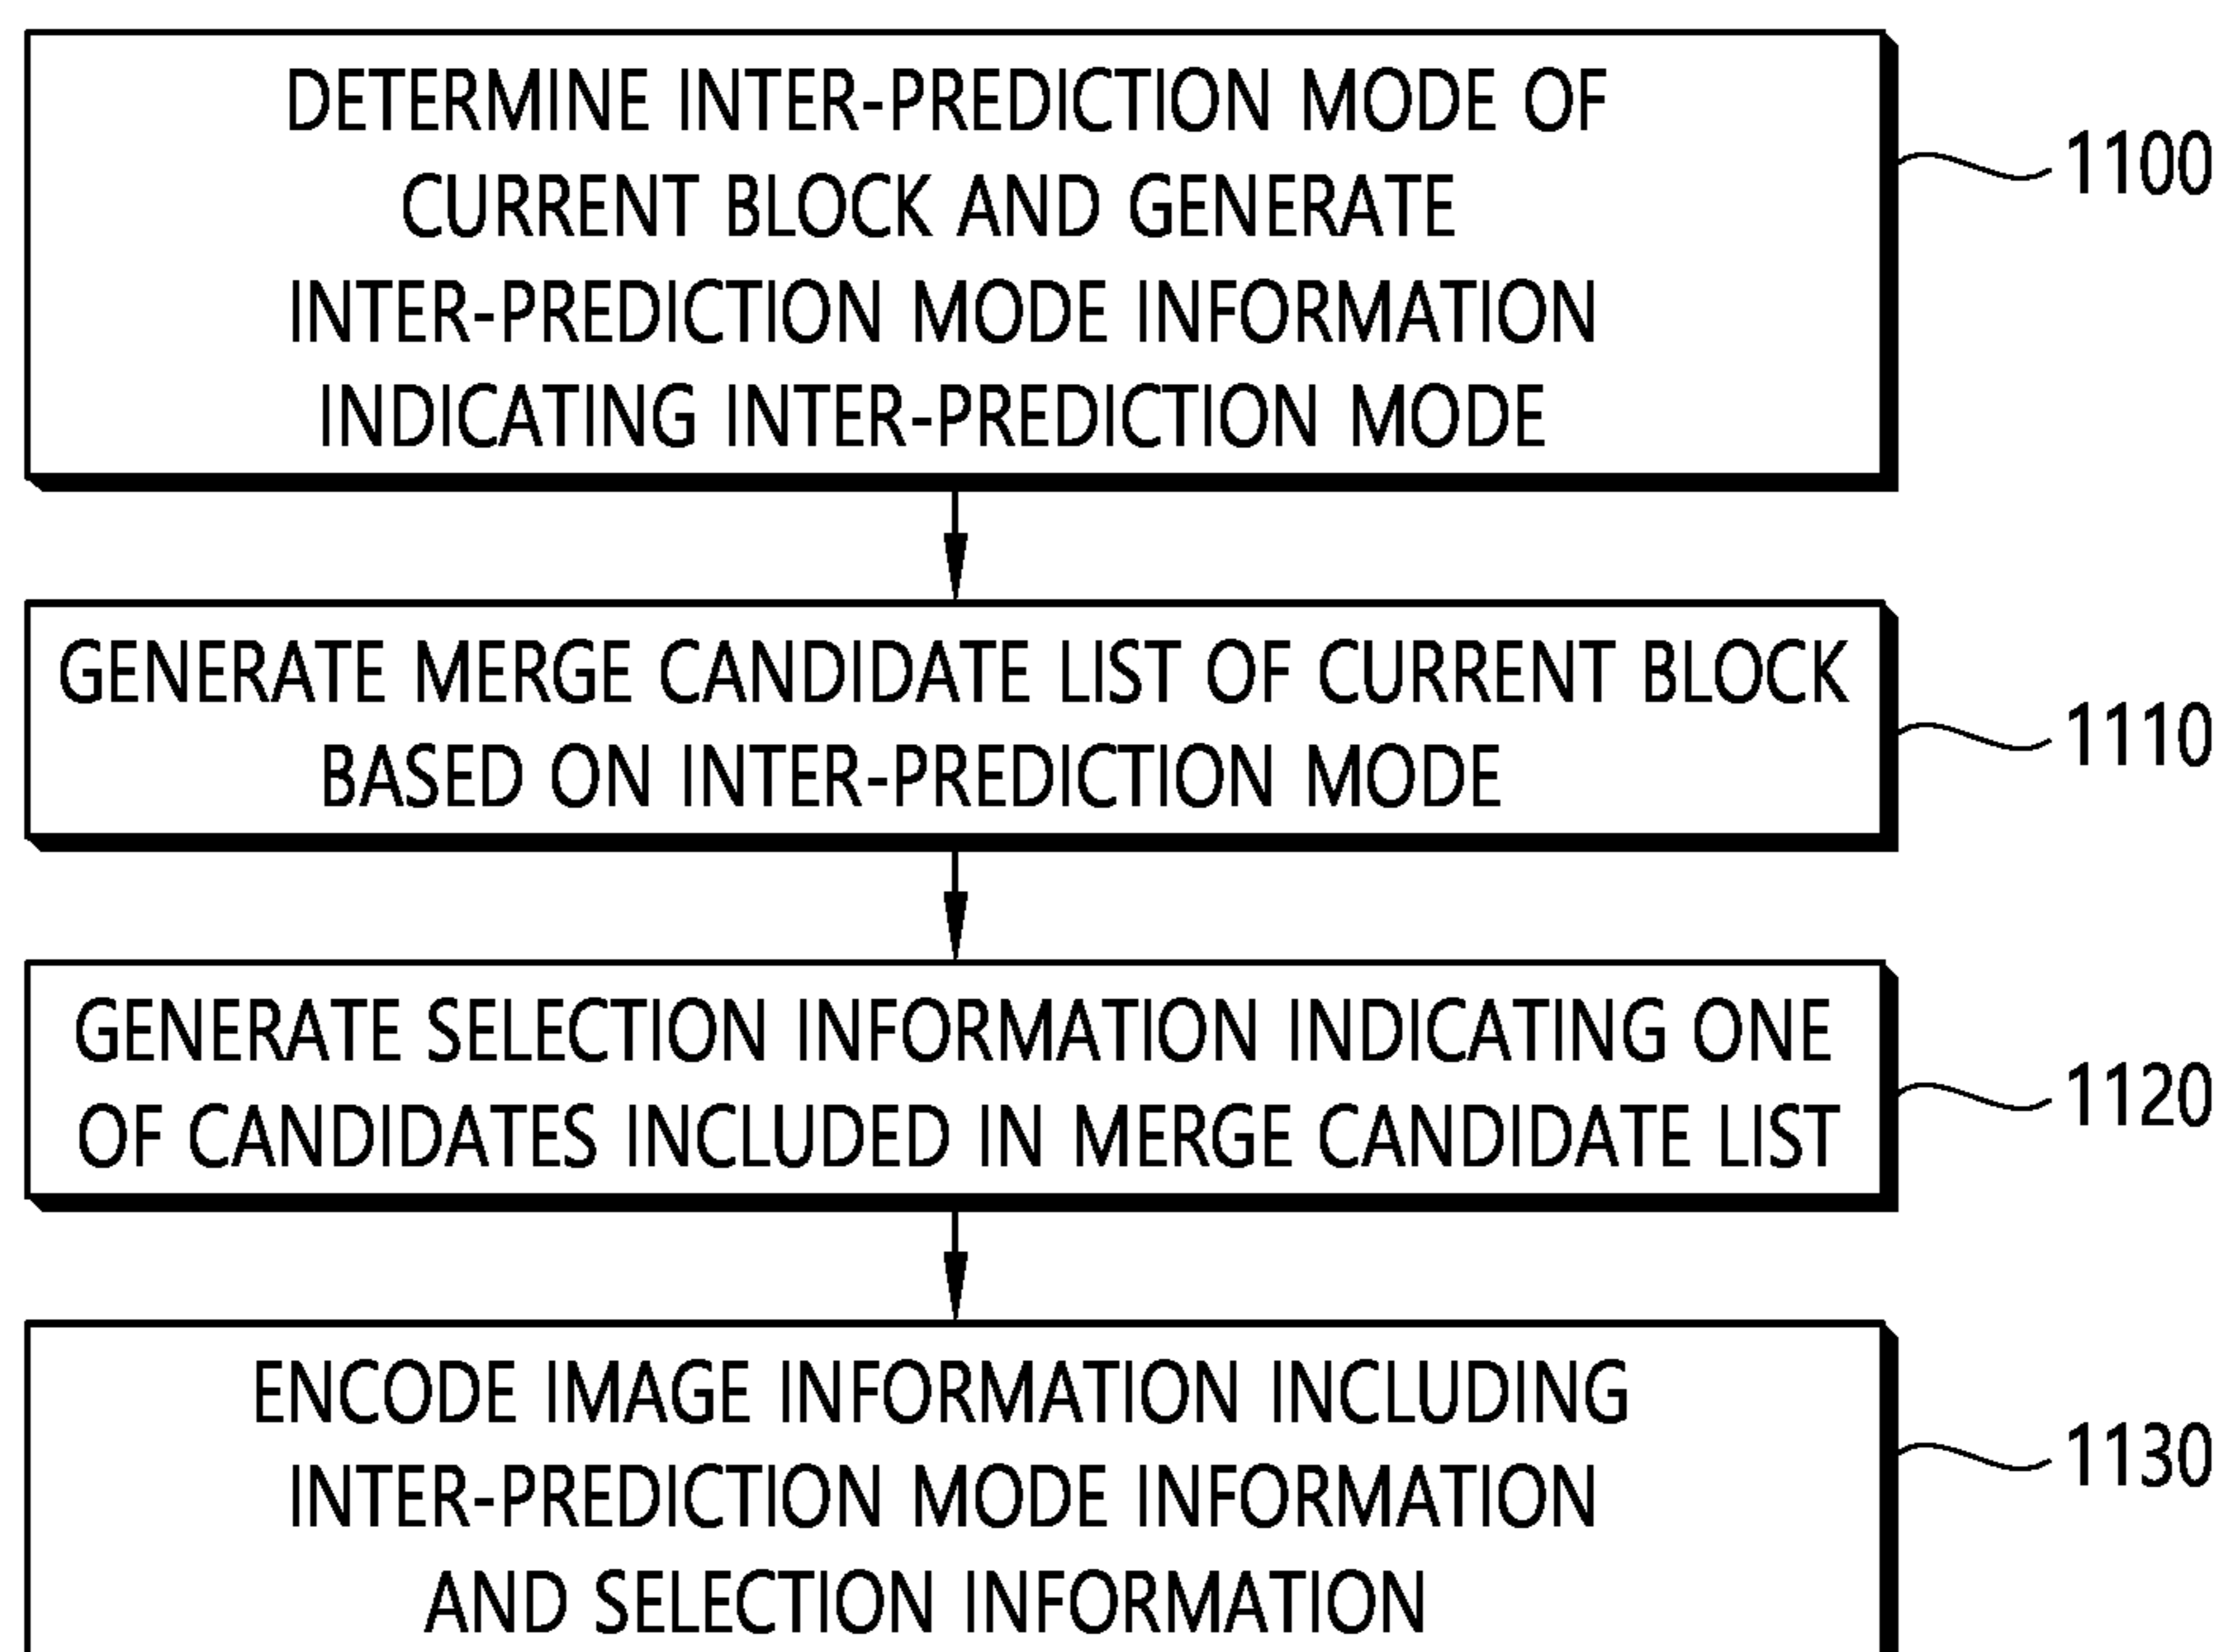 DETERMINE INTER-PREDICTION MODE OF
CURRENT BLOCK AND GENERATE
INTER-PREDICTION MODE INFORMATION
INDICATING INTER-PREDICTION MODE
1100
GENERATE MERGE CANDIDATE LIST OF CURRENT BLOCK
BASED ON INTER-PREDICTION MODE
1110
GENERATE SELECTION INFORMATION INDICATING ONE
OF CANDIDATES INCLUDED IN MERGE CANDIDATE LIST
1120
ENCODE IMAGE INFORMATION INCLUDING
INTER-PREDICTION MODE INFORMATION
AND SELECTION INFORMATION
1130